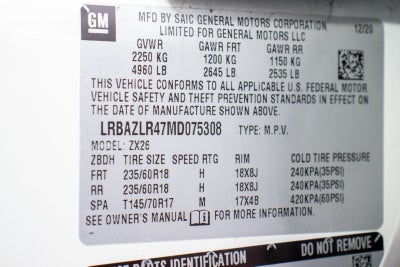 GM
MFD BY SAIC GENERAL MOTORS CORPORATION
LIMITED FOR GENERAL MOTORS LLC
12/20
GVWR GAWR FRT GAWR RR
2250 KG 1200 KG 1150 KG
4960 LB 2645 LB 2535 LB
THIS VEHICLE CONFORMS TO ALL APPLICABLE U.S. FEDERAL MOTOR
VEHICLE SAFETY AND THEFT PREVENTION STANDARDS IN EFFECT ON
THE DATE OF MANUFACTURE SHOWN ABOVE.
LRBAZLR47MD075308 TYPE: M.P.V.
MODEL: ZX26
ZBDH TIRE SIZE SPEED RTG RIM COLD TIRE PRESSURE
FRT 235/60R18 H 18X8J 240KPA(35PSI)
RR 235/60R18 H 18X8J 240KPA(35PSI)
SPA T145/70R17 M 17X4B 420KPA(60PSI)
SEE OWNER'S MANUAL FOR MORE INFORMATION.
PARTS IDENTIFICATION DO NOT REMOVE